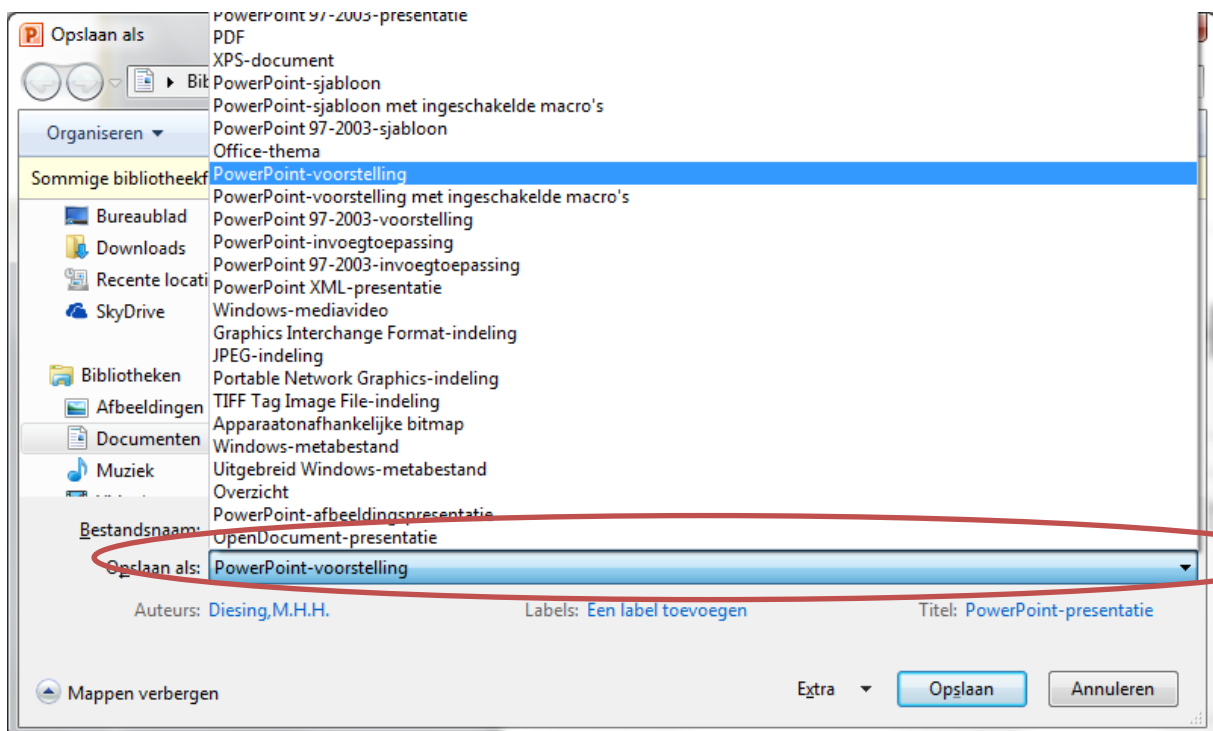 PowerPoint 97-2003-presentatie
Opslaan als
PDF
XPS-document
Bib
PowerPoint-sjabloon
PowerPoint-sjabloon met ingeschakelde macro's
Organiseren
PowerPoint 97-2003-sjabloon
Office-thema
Sommige bibliotheekf
PowerPoint-voorstelling
PowerPoint-voorstelling met ingeschakelde macro's
Bureaublad
PowerPoint 97-2003-voorstelling
Downloads
PowerPoint-invoegtoepassing
PowerPoint 97-2003-invoegtoepassing
Recente locati
PowerPoint XML-presentatie
SkyDrive
Windows-mediavideo
Graphics Interchange Format-indeling
JPEG-indeling
Bibliotheken
Portable Network Graphics-indeling
Afbeeldingen
TIFF Tag Image File-indeling
Apparaatonafhankelijke bitmap
Documenten
Windows-metabestand
Muziek
Uitgebreid Windows-metabestand
Overzicht
PowerPoint-afbeeldingspresentatie
Bestandsnaam:
OpenDocument-presentatie
Opslaan als: PowerPoint-voorstelling
Auteurs: Diesing,M.H.H. Labels: Een label toevoegen Titel: PowerPoint-presentatie
Mappen verbergen Extra Opslaan Annuleren